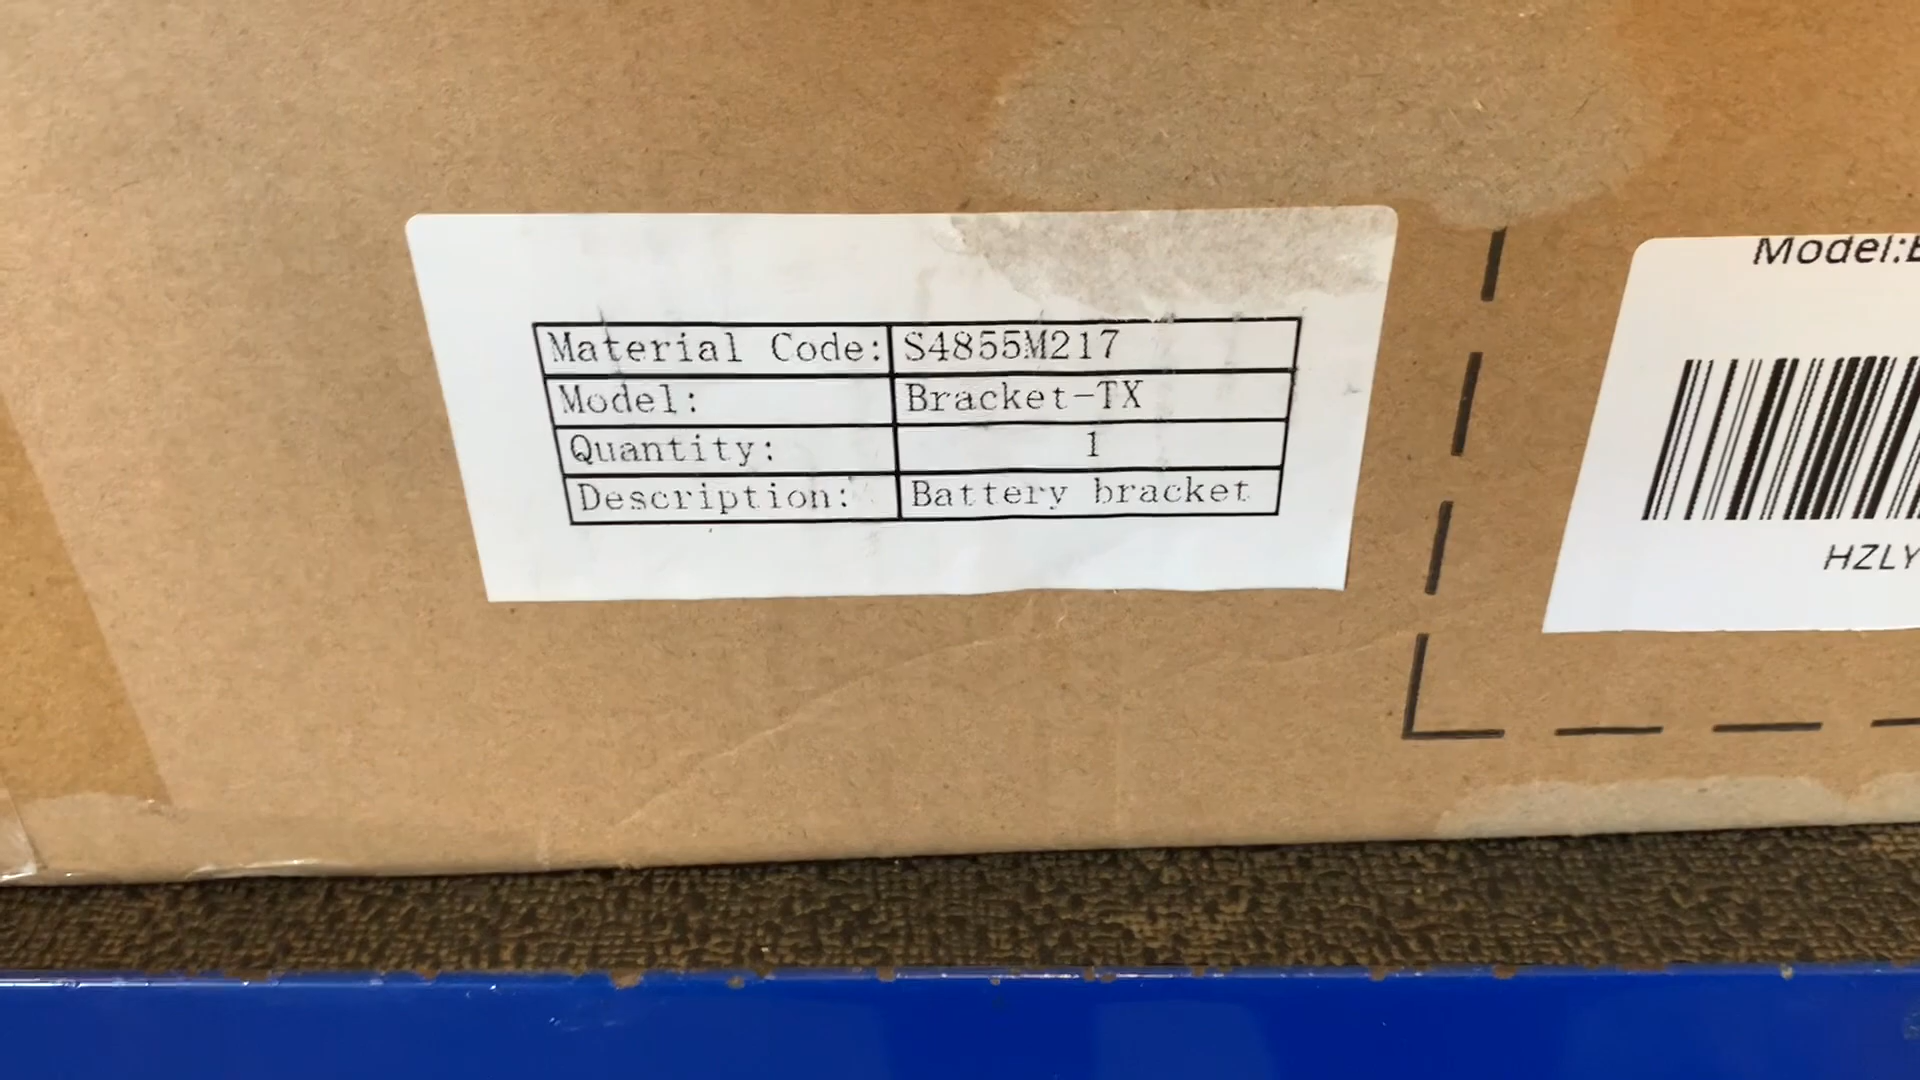 Material Code: S4855M217
Model: Bracket-TX
Quantity: 1
Description: Battery bracket
Model:
HZLY